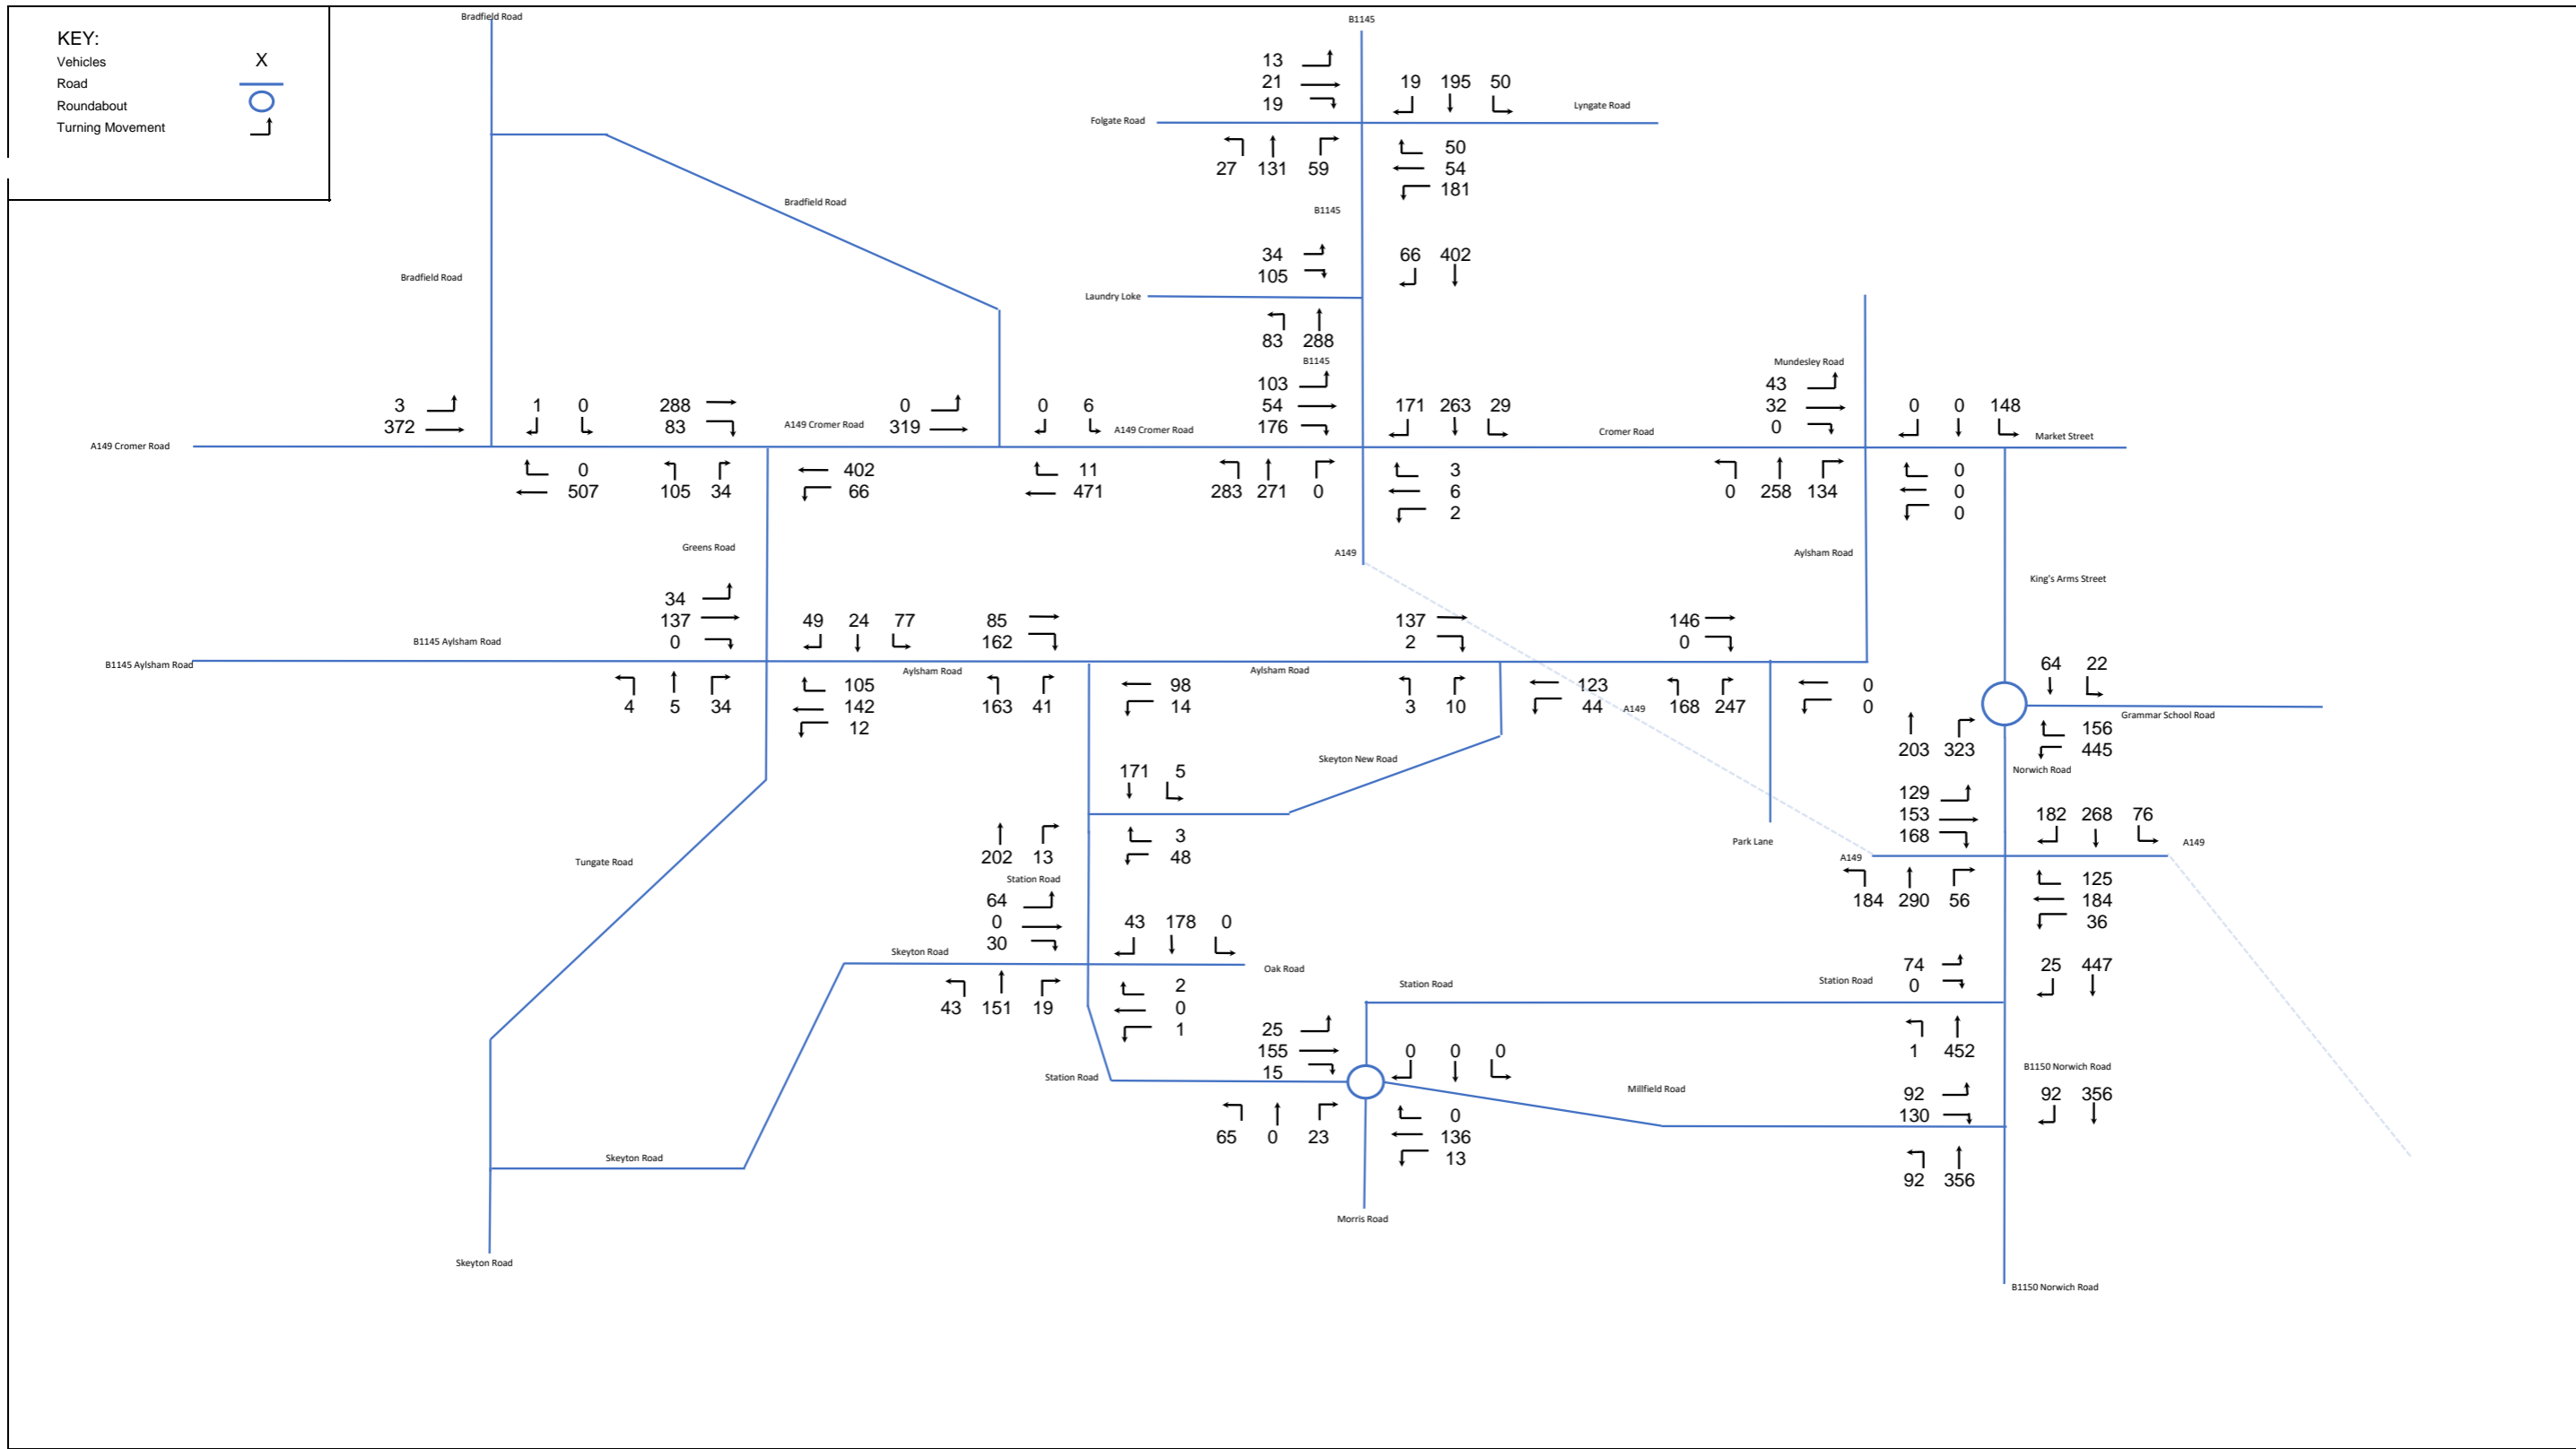 Bradfield Road
B1145
KEY:
Vehicles X
Road
Roundabout
Turning Movement
13
21
19
19 195 50
Lyngate Road
Folgate Road
27 131 59
50
54
181
Bradfield Road
B1145
34
105
66 402
Bradfield Road
Laundry Loke
83 288
B1145
Mundesley Road
103
54
176
43
32
0
3
372
1 0
288
83
A149 Cromer Road
0
319
0 6
A149 Cromer Road
171 263 29
Cromer Road
0 0 148
Market Street
A149 Cromer Road
0
507
105 34
402
66
11
471
283 271 0
3
6
2
0 258 134
0
0
0
Greens Road
A149
Aylsham Road
King's Arms Street
34
137
0
49 24 77
85
162
137
2
146
0
B1145 Aylsham Road
B1145 Aylsham Road
Aylsham Road
Aylsham Road
64 22
4 5 34
105
142
12
163 41
98
14
3 10
123
44
A149
168 247
0
0
Grammar School Road
203 323
156
445
Norwich Road
Skeyton New Road
171 5
129
153
168
182 268 76
A149
Park Lane
A149
202 13
3
48
Tungate Road
Station Road
64
0
30
43 178 0
184 290 56
125
184
36
Skeyton Road
Oak Road
74
0
25 447
Station Road
Station Road
43 151 19
2
0
1
25
155
15
0 0 0
1 452
B1150 Norwich Road
Station Road
Millfield Road
92
130
92 356
65 0 23
0
136
13
Skeyton Road
92 356
Morris Road
Skeyton Road
B1150 Norwich Road